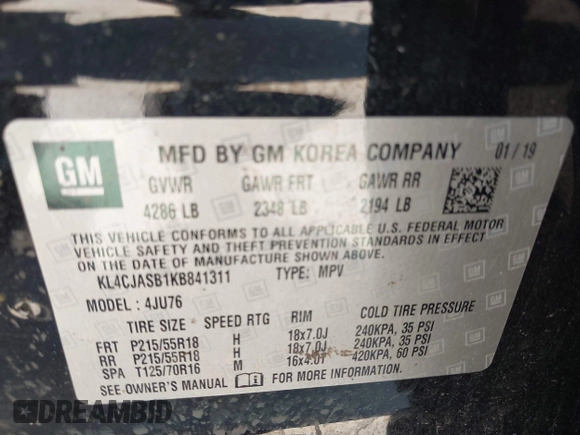 GM
MFD BY GM KOREA COMPANY 01 / 19
GVWR GAWR FRT GAWR RR
4286 LB 2348 LB 2194 LB
THIS VEHICLE CONFORMS TO ALL APPLICABLE U.S. FEDERAL MOTOR
VEHICLE SAFETY AND THEFT PREVENTION STANDARDS IN EFFECT ON
THE DATE OF MANUFACTURE SHOWN ABOVE.
KL4CJASB1KB841311 TYPE: MPV
MODEL: 4JU76
TIRE SIZE SPEED RTG RIM COLD TIRE PRESSURE
FRT P215/55R18 H 18x7.0J 240KPA, 35 PSI
RR P215/55R18 H 18x7.0J 240KPA, 35 PSI
SPA T125/70R16 M 16x4.0T 420KPA, 60 PSI
SEE OWNER'S MANUAL FOR MORE INFORMATION.
DREAMBID